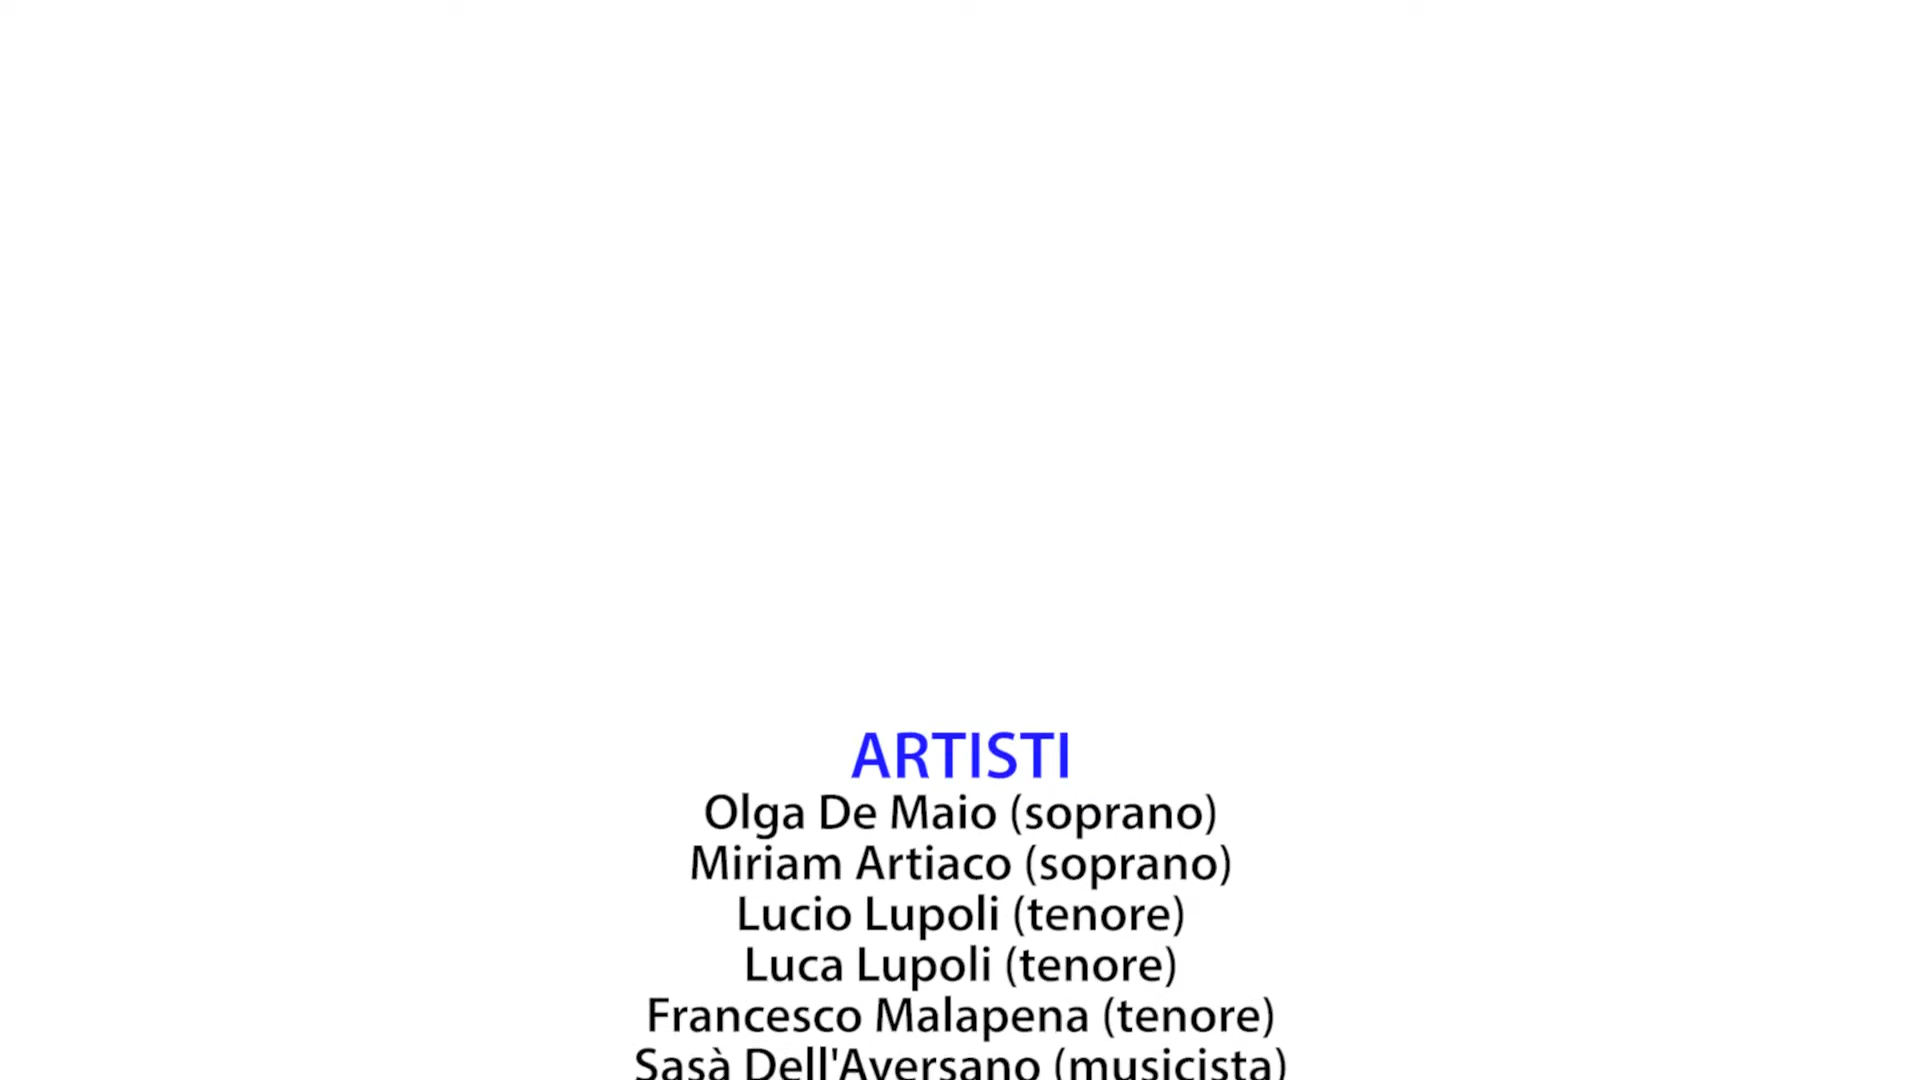 ARTISTI
Olga De Maio (soprano)
Miriam Artiaco (soprano)
Lucio Lupoli (tenore)
Luca Lupoli (tenore)
Francesco Malapena (tenore)
Sasà Dell'Aversano (musicista)